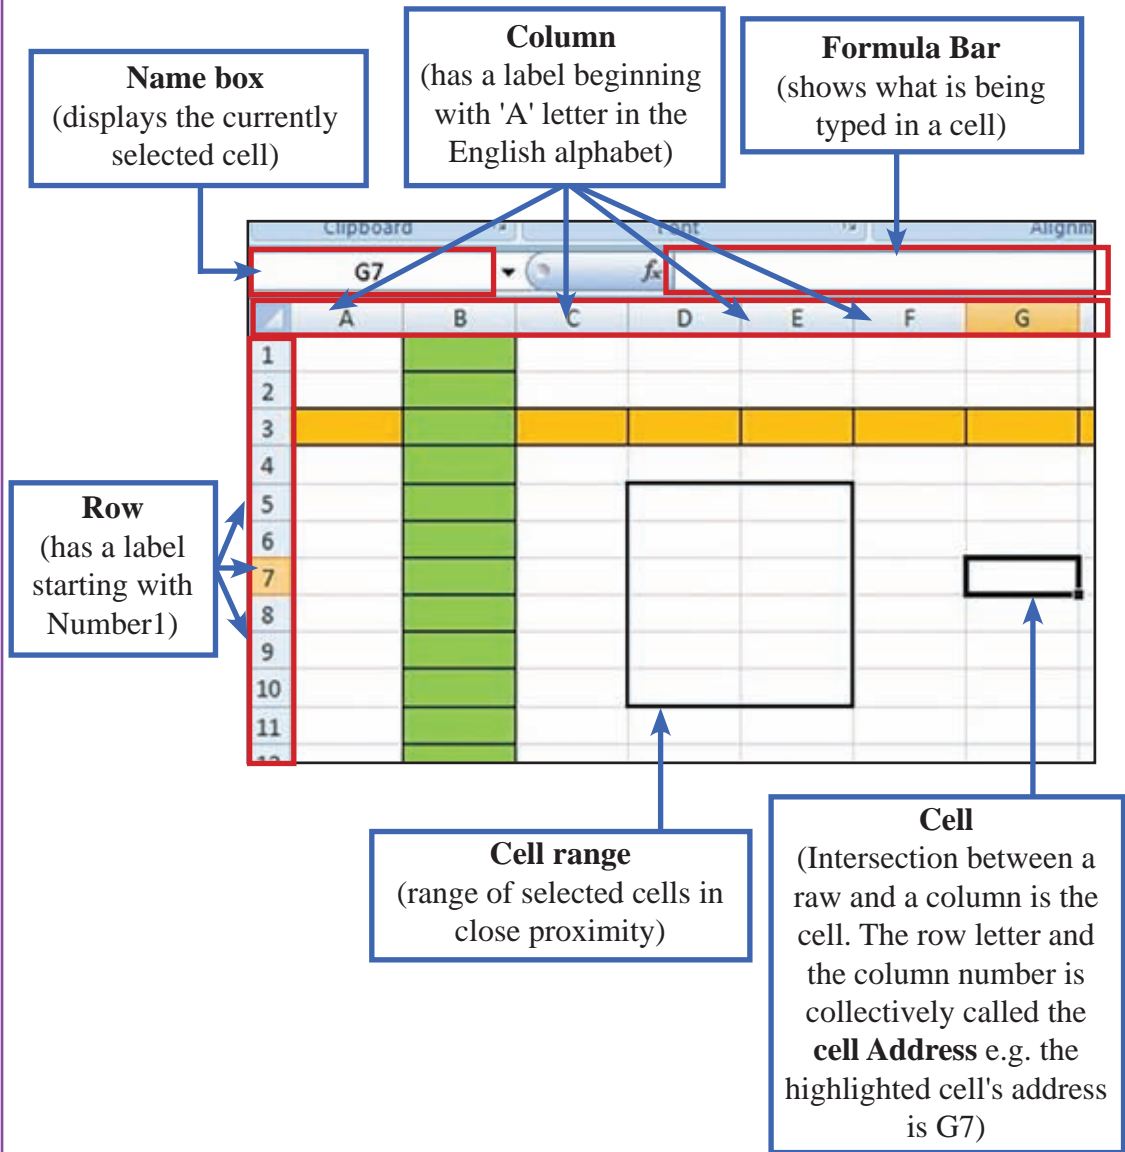 Name box
(displays the currently
selected cell)
Column
(has a label beginning
with 'A' letter in the
English alphabet)
Formula Bar
(shows what is being
typed in a cell)
Clipboard
Font
Alignm
G7
fx
A B C D E F G
1
2
3
4
5
6
7
8
9
10
11
12
Row
(has a label
starting with
Number1)
Cell range
(range of selected cells in
close proximity)
Cell
(Intersection between a
raw and a column is the
cell. The row letter and
the column number is
collectively called the
cell Address e.g. the
highlighted cell's address
is G7)